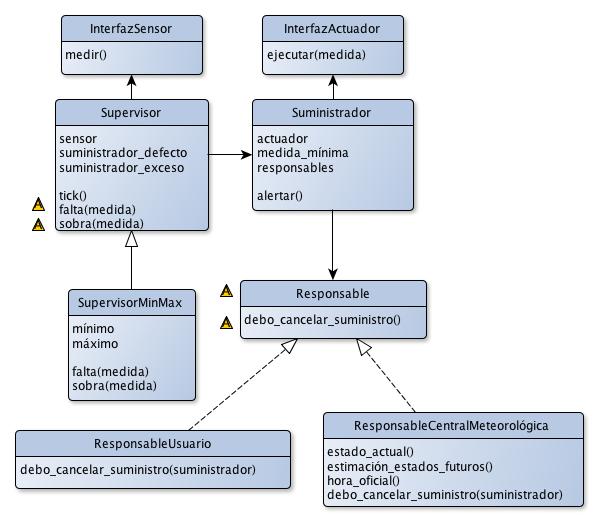 InterfazSensor
medir()
InterfazActuador
ejecutar(medida)
Supervisor
sensor
suministrador_defecto
suministrador_exceso
tick()
A falta(medida)
A sobra(medida)
Suministrador
actuador
medida_mínima
responsables
alertar()
A Responsable
A debo_cancelar_suministro()
SupervisorMinMax
mínimo
máximo
falta(medida)
sobra(medida)
ResponsableUsuario
debo_cancelar_suministro(suministrador)
ResponsableCentralMeteorológica
estado_actual()
estimación_estados_futuros()
hora_oficial()
debo_cancelar_suministro(suministrador)